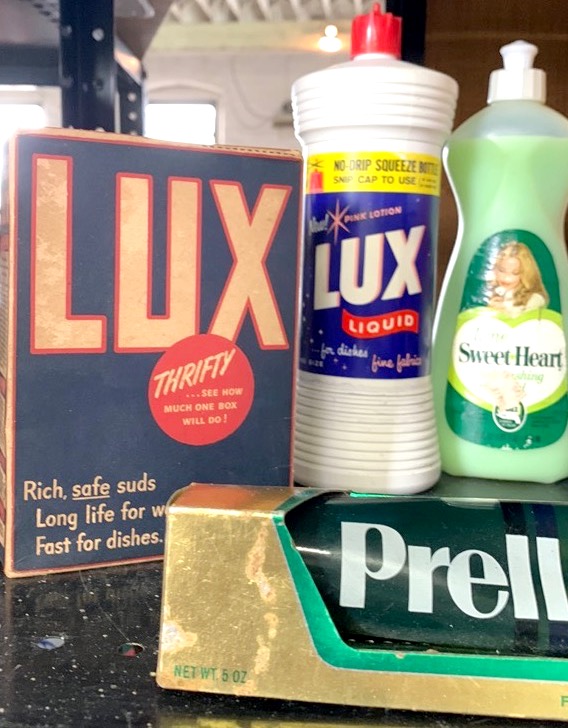 LUX
THRIFTY
...SEE HOW
MUCH ONE BOX
WILL DO!
Rich, safe suds
Long life for
Fast for dishes.
NO-DRIP SQUEEZE BOTTLE
SNIP CAP TO USE
New! PINK LOTION
LUX
LIQUID
...for dishes
fine fabrics
Sweet Heart
Prell
NET WT. 5 OZ